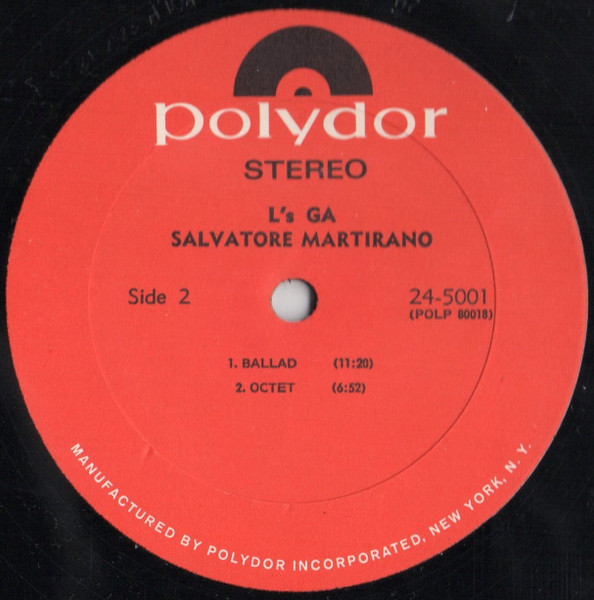 polydor
STEREO
L's GA
SALVATORE MARTIRANO
Side 2
24-5001
(POLP 80018)
1. BALLAD (11:20)
2. OCTET (6:52)
MANUFACTURED BY POLYDOR INCORPORATED, NEW YORK, N. Y.